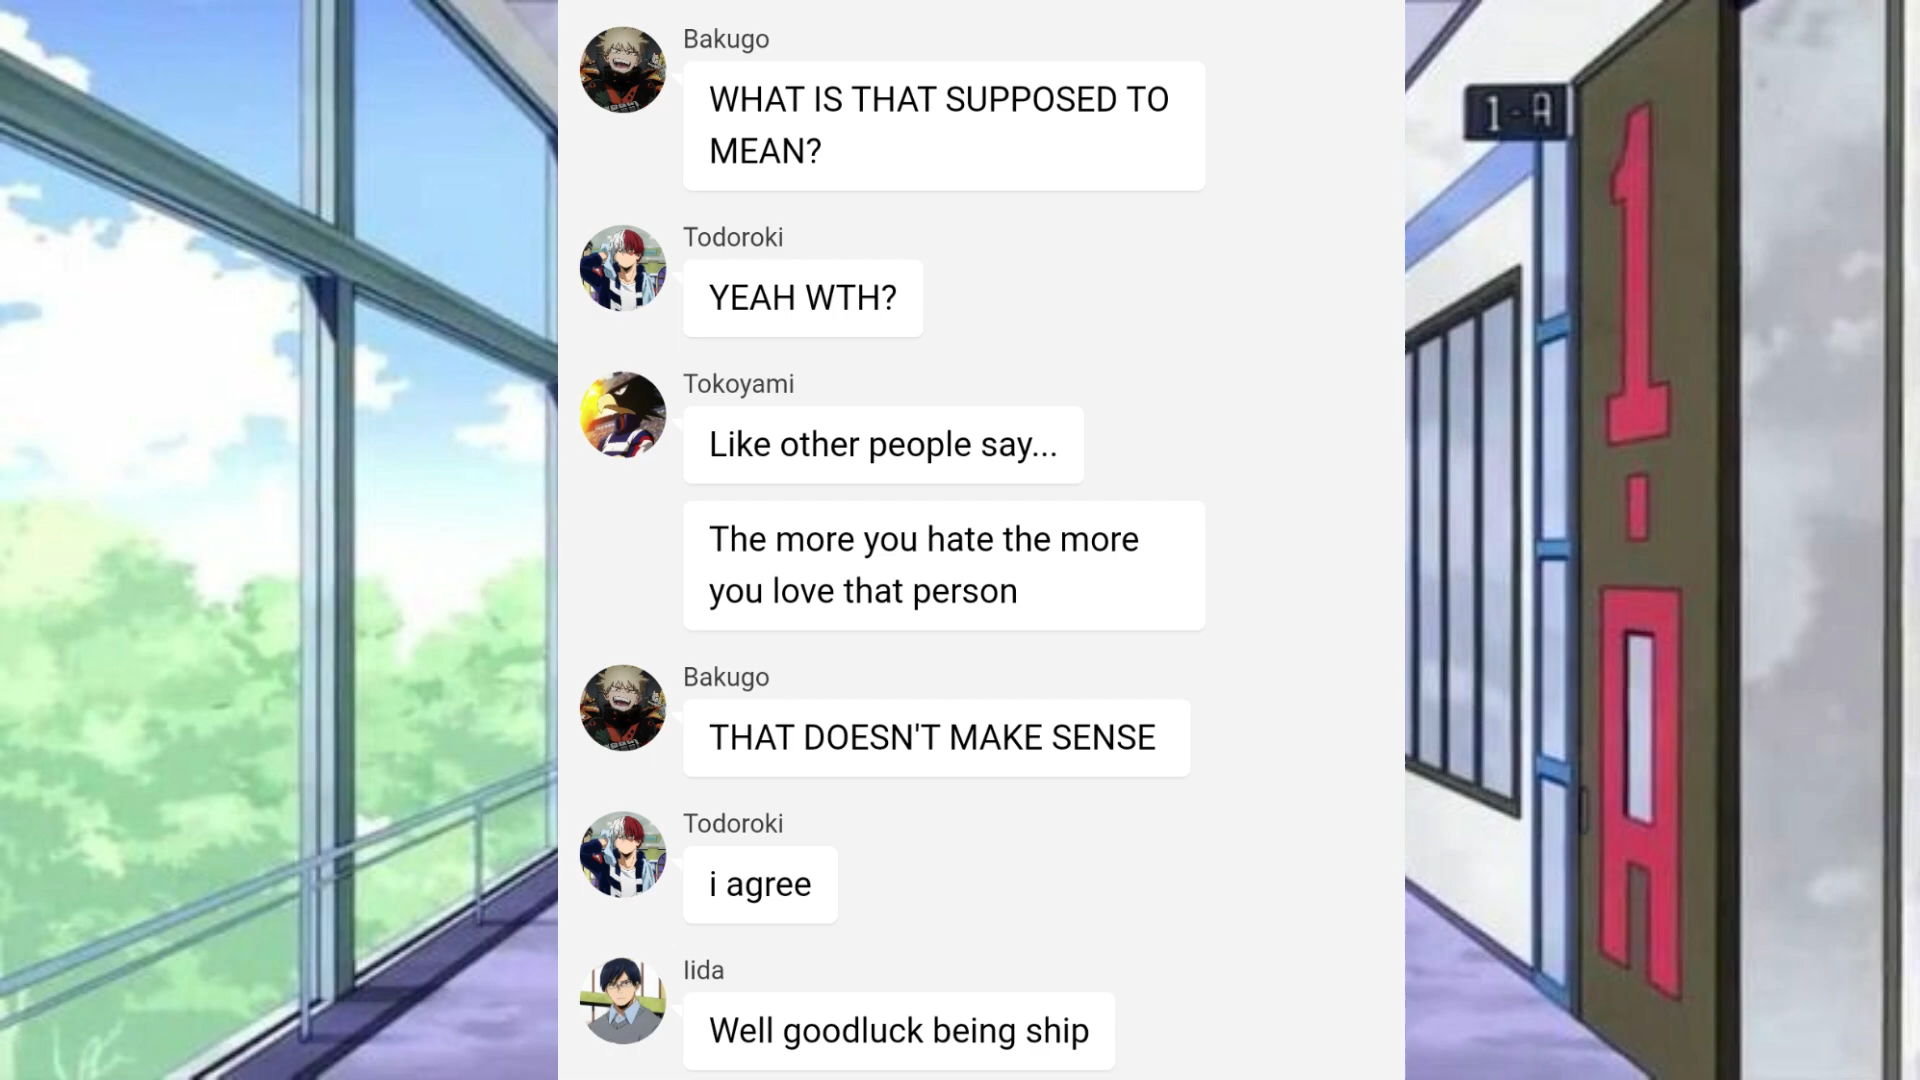 Bakugo
WHAT IS THAT SUPPOSED TO
MEAN?
Todoroki
YEAH WTH?
Tokoyami
Like other people say...
The more you hate the more
you love that person
Bakugo
THAT DOESN'T MAKE SENSE
Todoroki
i agree
Iida
Well goodluck being ship
1-A
1-A